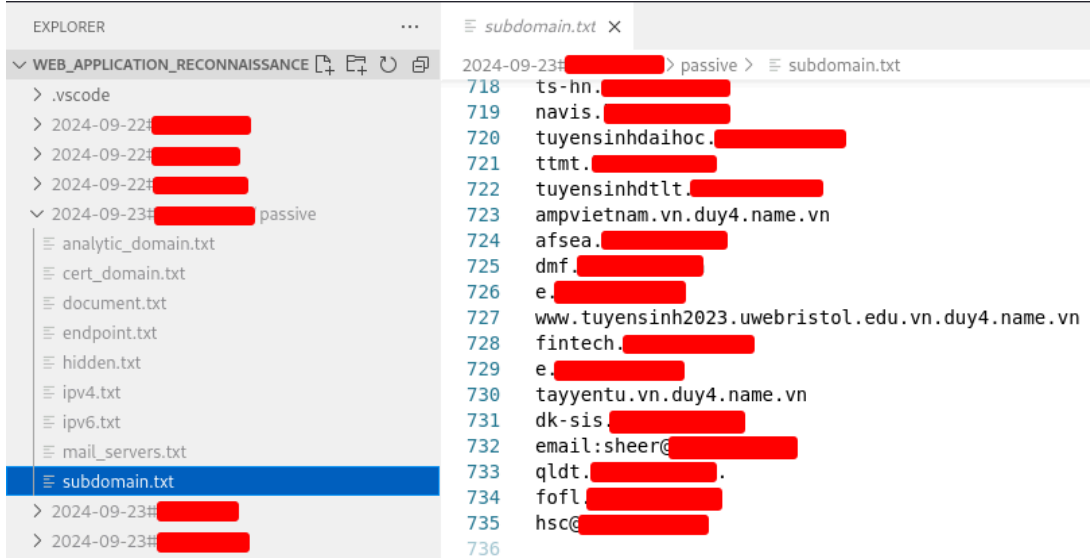 EXPLORER
WEB_APPLICATION_RECONNAISSANCE
.vscode
2024-09-22#
2024-09-22#
2024-09-22#
2024-09-23# passive
analytic_domain.txt
cert_domain.txt
document.txt
endpoint.txt
hidden.txt
ipv4.txt
ipv6.txt
mail_servers.txt
subdomain.txt
2024-09-23#
2024-09-23#
subdomain.txt
2024-09-23# > passive > subdomain.txt
718 ts-hn.
719 navis.
720 tuyensinhdaihoc.
721 ttmt.
722 tuyensinhdtlt.
723 ampvietnam.vn.duy4.name.vn
724 afsea.
725 dmf.
726 e.
727 www.tuyensinh2023.uwebristol.edu.vn.duy4.name.vn
728 fintech.
729 e.
730 tayyentu.vn.duy4.name.vn
731 dk-sis.
732 email:sheer@
733 qldt. .
734 fofl.
735 hsc@
736